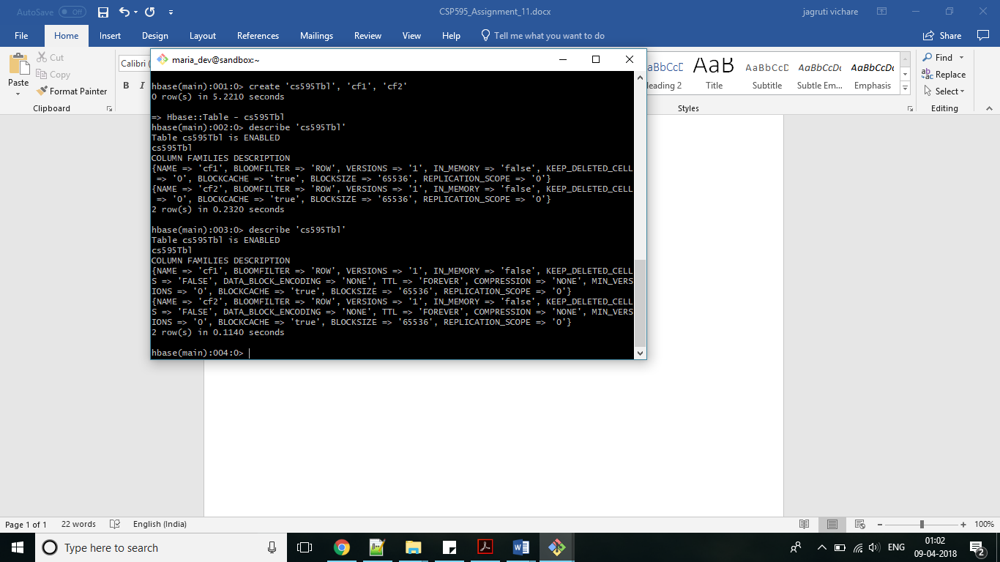 AutoSave Off
CSP595_Assignment_11.docx
jagruti vichare
File Home Insert Design Layout References Mailings Review View Help Tell me what you want to do Share
Paste
Cut
Copy
Format Painter
Clipboard
Calibri (
B I
aBbCcD
eading 2
AaB
Title
AaBbCcD
Subtitle
AaBbCcDc
Subtle Em...
AaBbCcDc
Emphasis
Styles
Find
Replace
Select
Editing
maria_dev@sandbox:~
hbase(main):001:0> create 'cs595Tbl', 'cf1', 'cf2'
0 row(s) in 5.2210 seconds
=> Hbase::Table - cs595Tbl
hbase(main):002:0> describe 'cs595Tbl'
Table cs595Tbl is ENABLED
cs595Tbl
COLUMN FAMILIES DESCRIPTION
{NAME => 'cf1', BLOOMFILTER => 'ROW', VERSIONS => '1', IN_MEMORY => 'false', KEEP_DELETED_CELL
=> '0', BLOCKCACHE => 'true', BLOCKSIZE => '65536', REPLICATION_SCOPE => '0'}
{NAME => 'cf2', BLOOMFILTER => 'ROW', VERSIONS => '1', IN_MEMORY => 'false', KEEP_DELETED_CELL
=> '0', BLOCKCACHE => 'true', BLOCKSIZE => '65536', REPLICATION_SCOPE => '0'}
2 row(s) in 0.2320 seconds
hbase(main):003:0> describe 'cs595Tbl'
Table cs595Tbl is ENABLED
cs595Tbl
COLUMN FAMILIES DESCRIPTION
{NAME => 'cf1', BLOOMFILTER => 'ROW', VERSIONS => '1', IN_MEMORY => 'false', KEEP_DELETED_CELL
S => 'FALSE', DATA_BLOCK_ENCODING => 'NONE', TTL => 'FOREVER', COMPRESSION => 'NONE', MIN_VERS
IONS => '0', BLOCKCACHE => 'true', BLOCKSIZE => '65536', REPLICATION_SCOPE => '0'}
{NAME => 'cf2', BLOOMFILTER => 'ROW', VERSIONS => '1', IN_MEMORY => 'false', KEEP_DELETED_CELL
S => 'FALSE', DATA_BLOCK_ENCODING => 'NONE', TTL => 'FOREVER', COMPRESSION => 'NONE', MIN_VERS
IONS => '0', BLOCKCACHE => 'true', BLOCKSIZE => '65536', REPLICATION_SCOPE => '0'}
2 row(s) in 0.1140 seconds
hbase(main):004:0>
Page 1 of 1 22 words English (India) 100%
Type here to search
ENG
01:02
09-04-2018
2